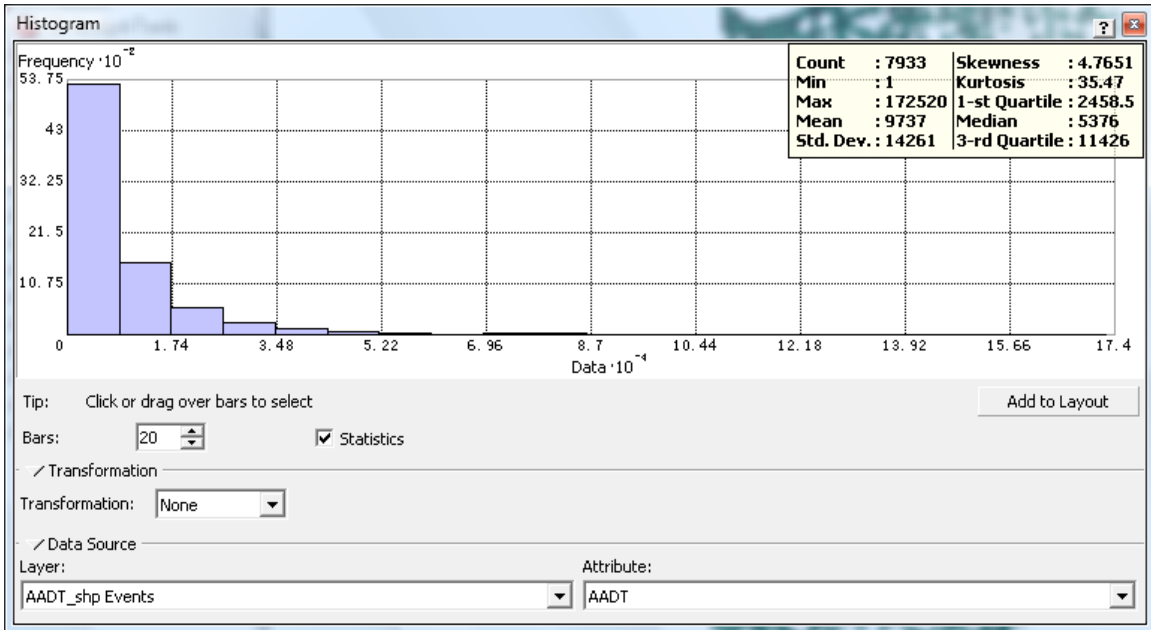 Histogram
?
Frequency ·10⁻²
53.75
43
32.25
21.5
10.75
0 1.74 3.48 5.22 6.96 8.7 10.44 12.18 13.92 15.66 17.4
Data ·10⁻⁴
Count : 7933 Skewness : 4.7651
Min : 1 Kurtosis : 35.47
Max : 172520 1-st Quartile : 2458.5
Mean : 9737 Median : 5376
Std. Dev. : 14261 3-rd Quartile : 11426
Tip: Click or drag over bars to select Add to Layout
Bars: 20 Statistics
Transformation
Transformation: None
Data Source
Layer: Attribute:
AADT_shp Events AADT